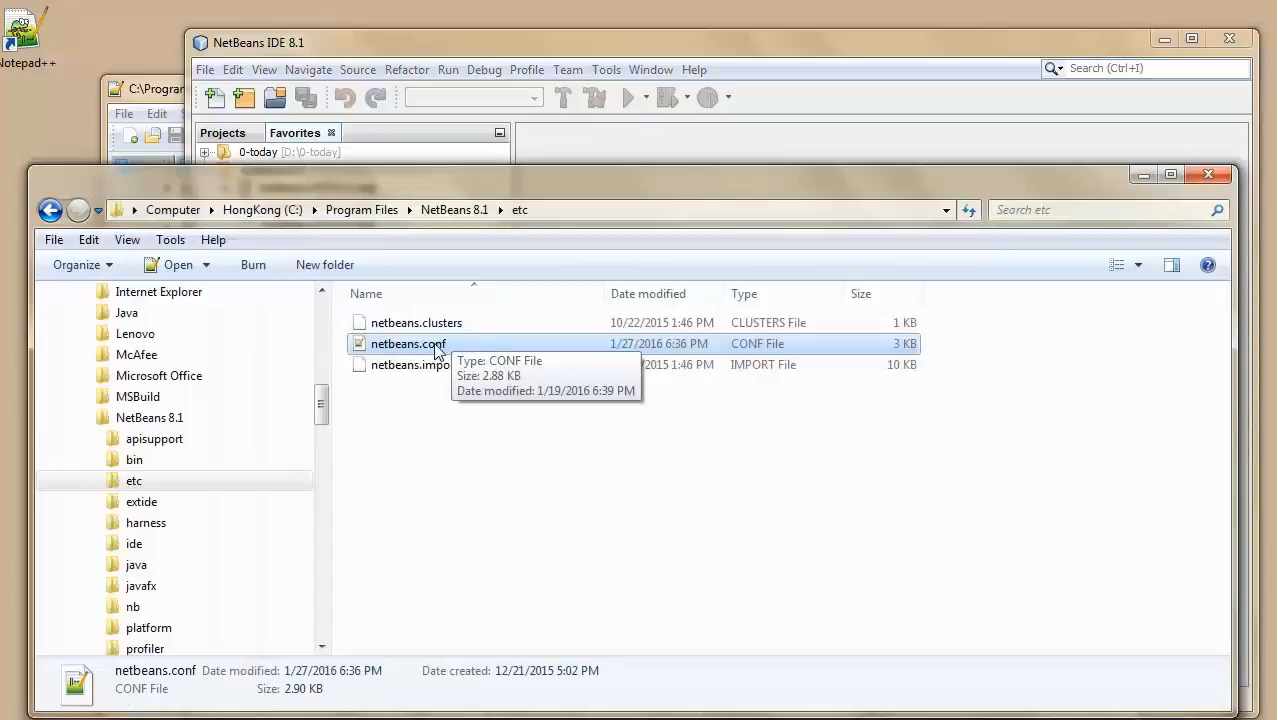 Notepad++
NetBeans IDE 8.1
File Edit View Navigate Source Refactor Run Debug Profile Team Tools Window Help
Search (Ctrl+I)
C:\Program
File Edit
Projects Favorites
0-today [D:\0-today]
Computer HongKong (C:) Program Files NetBeans 8.1 etc
Search etc
File Edit View Tools Help
Organize Open Burn New folder
Name Date modified Type Size
netbeans.clusters 10/22/2015 1:46 PM CLUSTERS File 1 KB
netbeans.conf 1/27/2016 6:36 PM CONF File 3 KB
netbeans.impo 2015 1:46 PM IMPORT File 10 KB
Type: CONF File
Size: 2.88 KB
Date modified: 1/19/2016 6:39 PM
Internet Explorer
Java
Lenovo
McAfee
Microsoft Office
MSBuild
NetBeans 8.1
apisupport
bin
etc
extide
harness
ide
java
javafx
nb
platform
profiler
netbeans.conf Date modified: 1/27/2016 6:36 PM Date created: 12/21/2015 5:02 PM
CONF File Size: 2.90 KB